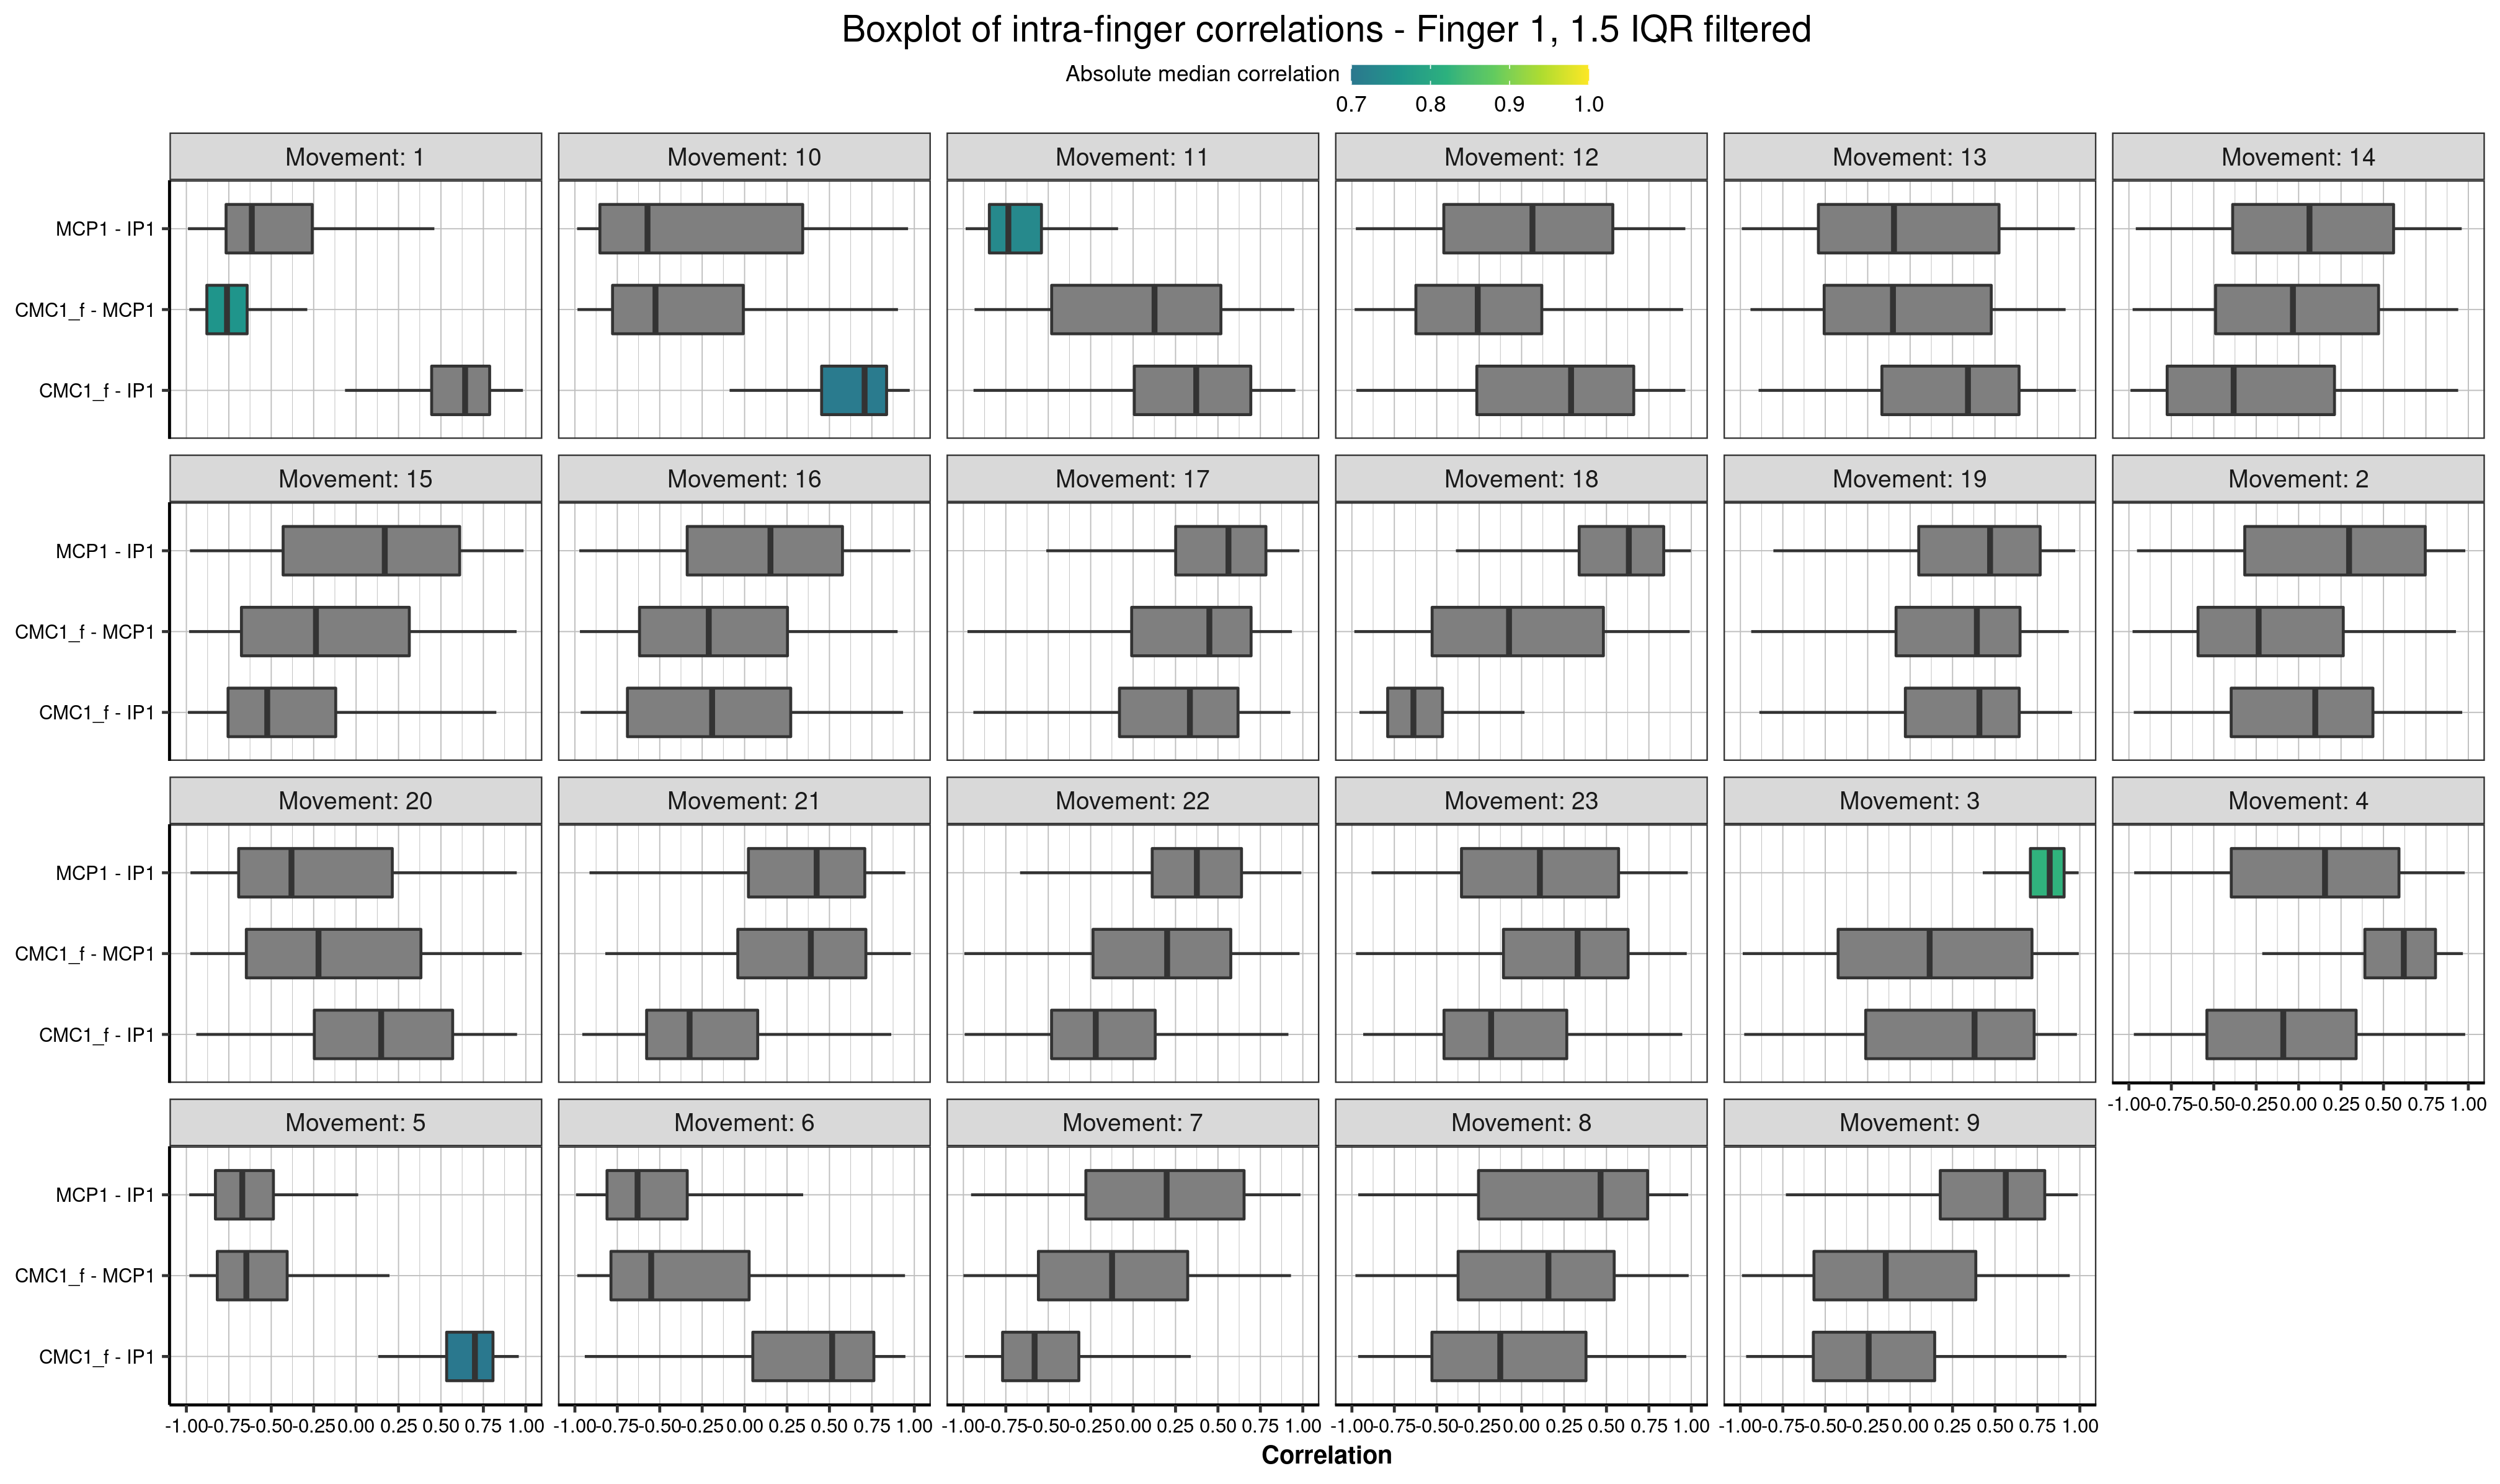 Boxplot of intra-finger correlations - Finger 1, 1.5 IQR filtered
Absolute median correlation
0.7 0.8 0.9 1.0
Movement: 1 Movement: 10 Movement: 11 Movement: 12 Movement: 13 Movement: 14
MCP1 - IP1
CMC1_f - MCP1
CMC1_f - IP1
Movement: 15 Movement: 16 Movement: 17 Movement: 18 Movement: 19 Movement: 2
MCP1 - IP1
CMC1_f - MCP1
CMC1_f - IP1
Movement: 20 Movement: 21 Movement: 22 Movement: 23 Movement: 3 Movement: 4
MCP1 - IP1
CMC1_f - MCP1
CMC1_f - IP1
-1.00 -0.75 -0.50 -0.25 0.00 0.25 0.50 0.75 1.00
Movement: 5 Movement: 6 Movement: 7 Movement: 8 Movement: 9
MCP1 - IP1
CMC1_f - MCP1
CMC1_f - IP1
-1.00 -0.75 -0.50 -0.25 0.00 0.25 0.50 0.75 1.00 -1.00 -0.75 -0.50 -0.25 0.00 0.25 0.50 0.75 1.00 -1.00 -0.75 -0.50 -0.25 0.00 0.25 0.50 0.75 1.00 -1.00 -0.75 -0.50 -0.25 0.00 0.25 0.50 0.75 1.00 -1.00 -0.75 -0.50 -0.25 0.00 0.25 0.50 0.75 1.00
Correlation